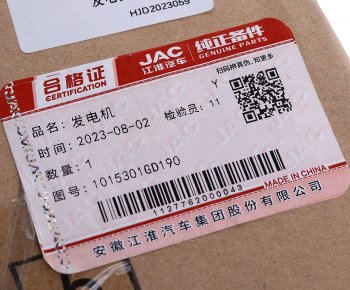 发电
HJD2023059
合格证
CERTIFICATION
JAC
江淮汽车
纯正备件
GENUINE PARTS
扫码辨真伪, 知更多
品名: 发电机
Y
时间: 2023-08-02
检验员: 11
数量: 1
图号: 1015301GD190
1127762000043
MADE IN CHINA
安徽江淮汽车集团股份有限公司